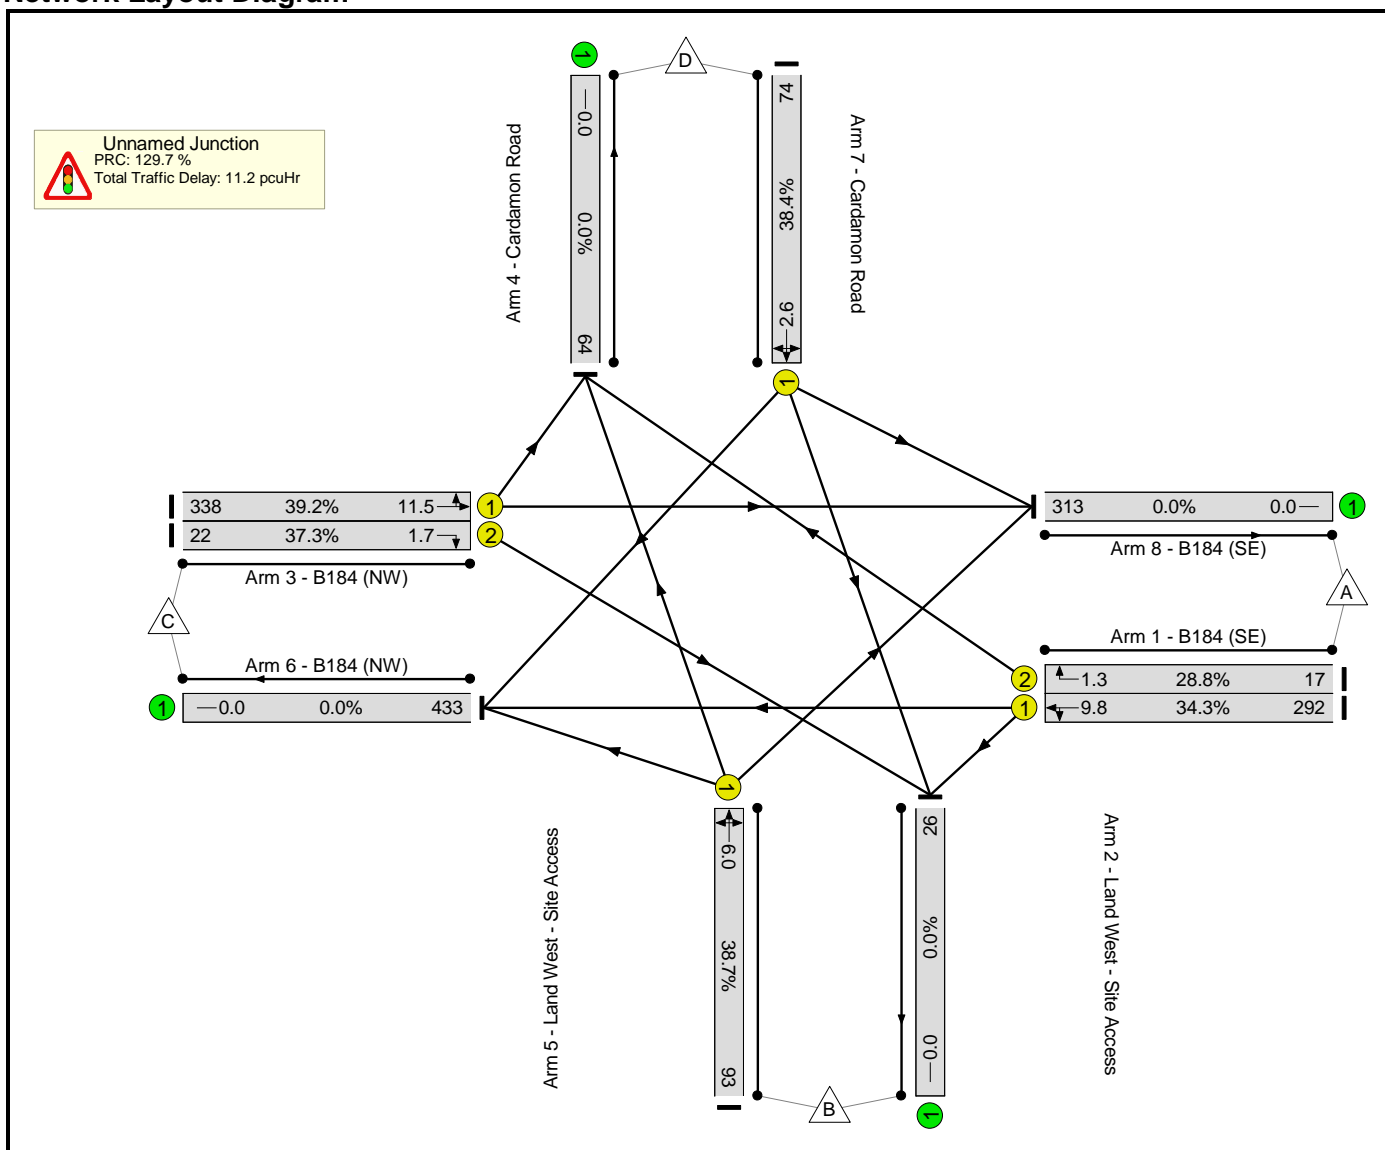 Network Layout Diagram
1
D
Unnamed Junction
PRC: 129.7 %
Total Traffic Delay: 11.2 pcuHr
0.0
0.0%
64
Arm 4 - Cardamon Road
74
38.4%
2.6
Arm 7 - Cardamon Road
1
338 39.2% 11.5 1
22 37.3% 1.7 2
Arm 3 - B184 (NW)
313 0.0% 0.0 1
Arm 8 - B184 (SE)
C
A
Arm 6 - B184 (NW)
1 0.0 0.0% 433
Arm 1 - B184 (SE)
2 1.3 28.8% 17
1 9.8 34.3% 292
1
6.0
38.7%
93
Arm 5 - Land West - Site Access
26
0.0%
0.0
Arm 2 - Land West - Site Access
B
1